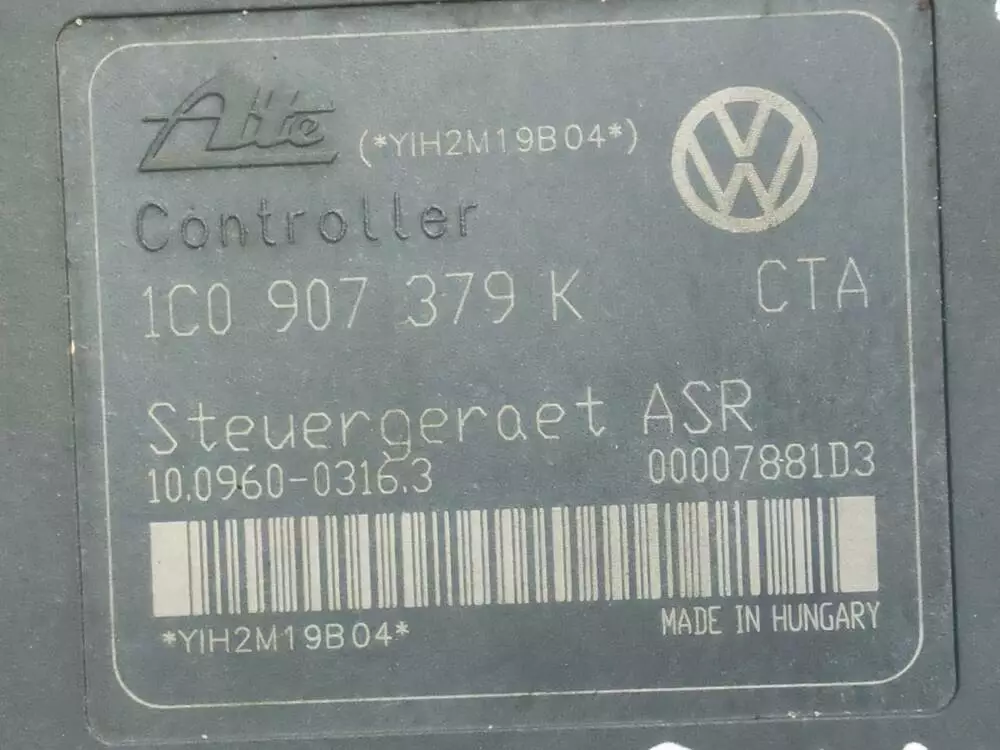 Ate (*YIH2M19B04*)
Controller
1C0 907 379 K CTA
Steuergeraet ASR
10.0960-0316.3 00007881D3
*YIH2M19B04*
MADE IN HUNGARY